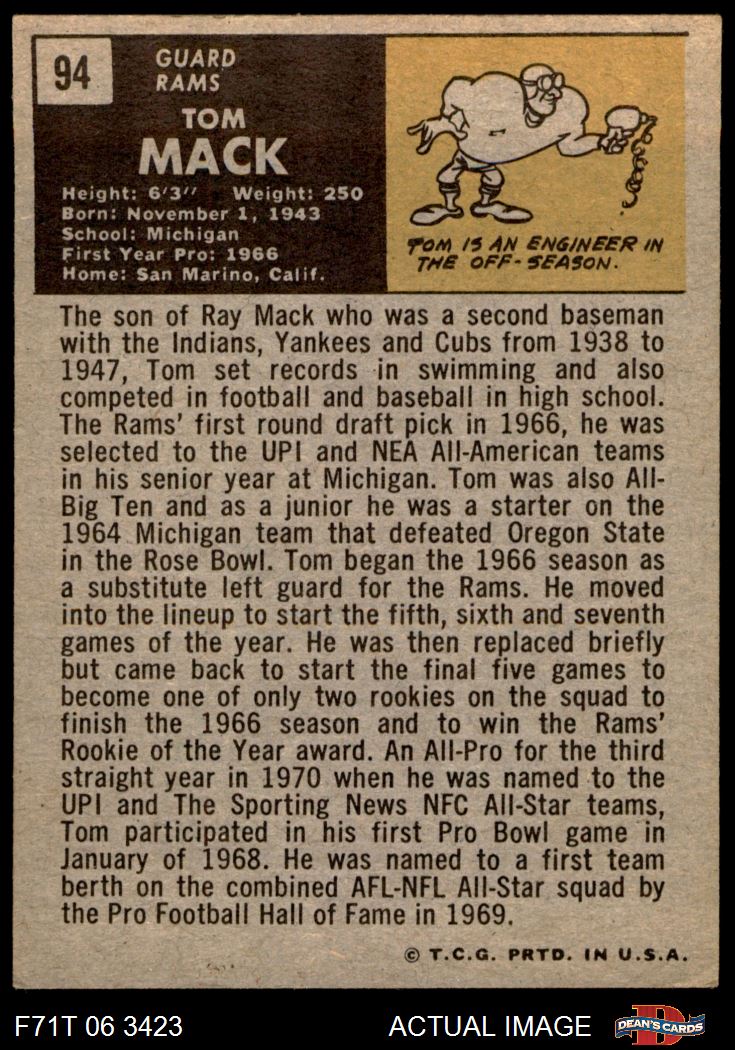 94
GUARD
RAMS
TOM
MACK
Height: 6'3" Weight: 250
Born: November 1, 1943
School: Michigan
First Year Pro: 1966
Home: San Marino, Calif.
TOM IS AN ENGINEER IN
THE OFF-SEASON.
The son of Ray Mack who was a second baseman
with the Indians, Yankees and Cubs from 1938 to
1947, Tom set records in swimming and also
competed in football and baseball in high school.
The Rams' first round draft pick in 1966, he was
selected to the UPI and NEA All-American teams
in his senior year at Michigan. Tom was also All-
Big Ten and as a junior he was a starter on the
1964 Michigan team that defeated Oregon State
in the Rose Bowl. Tom began the 1966 season as
a substitute left guard for the Rams. He moved
into the lineup to start the fifth, sixth and seventh
games of the year. He was then replaced briefly
but came back to start the final five games to
become one of only two rookies on the squad to
finish the 1966 season and to win the Rams'
Rookie of the Year award. An All-Pro for the third
straight year in 1970 when he was named to the
UPI and The Sporting News NFC All-Star teams,
Tom participated in his first Pro Bowl game in
January of 1968. He was named to a first team
berth on the combined AFL-NFL All-Star squad by
the Pro Football Hall of Fame in 1969.
© T.C.G. PRTD. IN U.S.A.
F71T 06 3423 ACTUAL IMAGE D DEAN'S CARDS